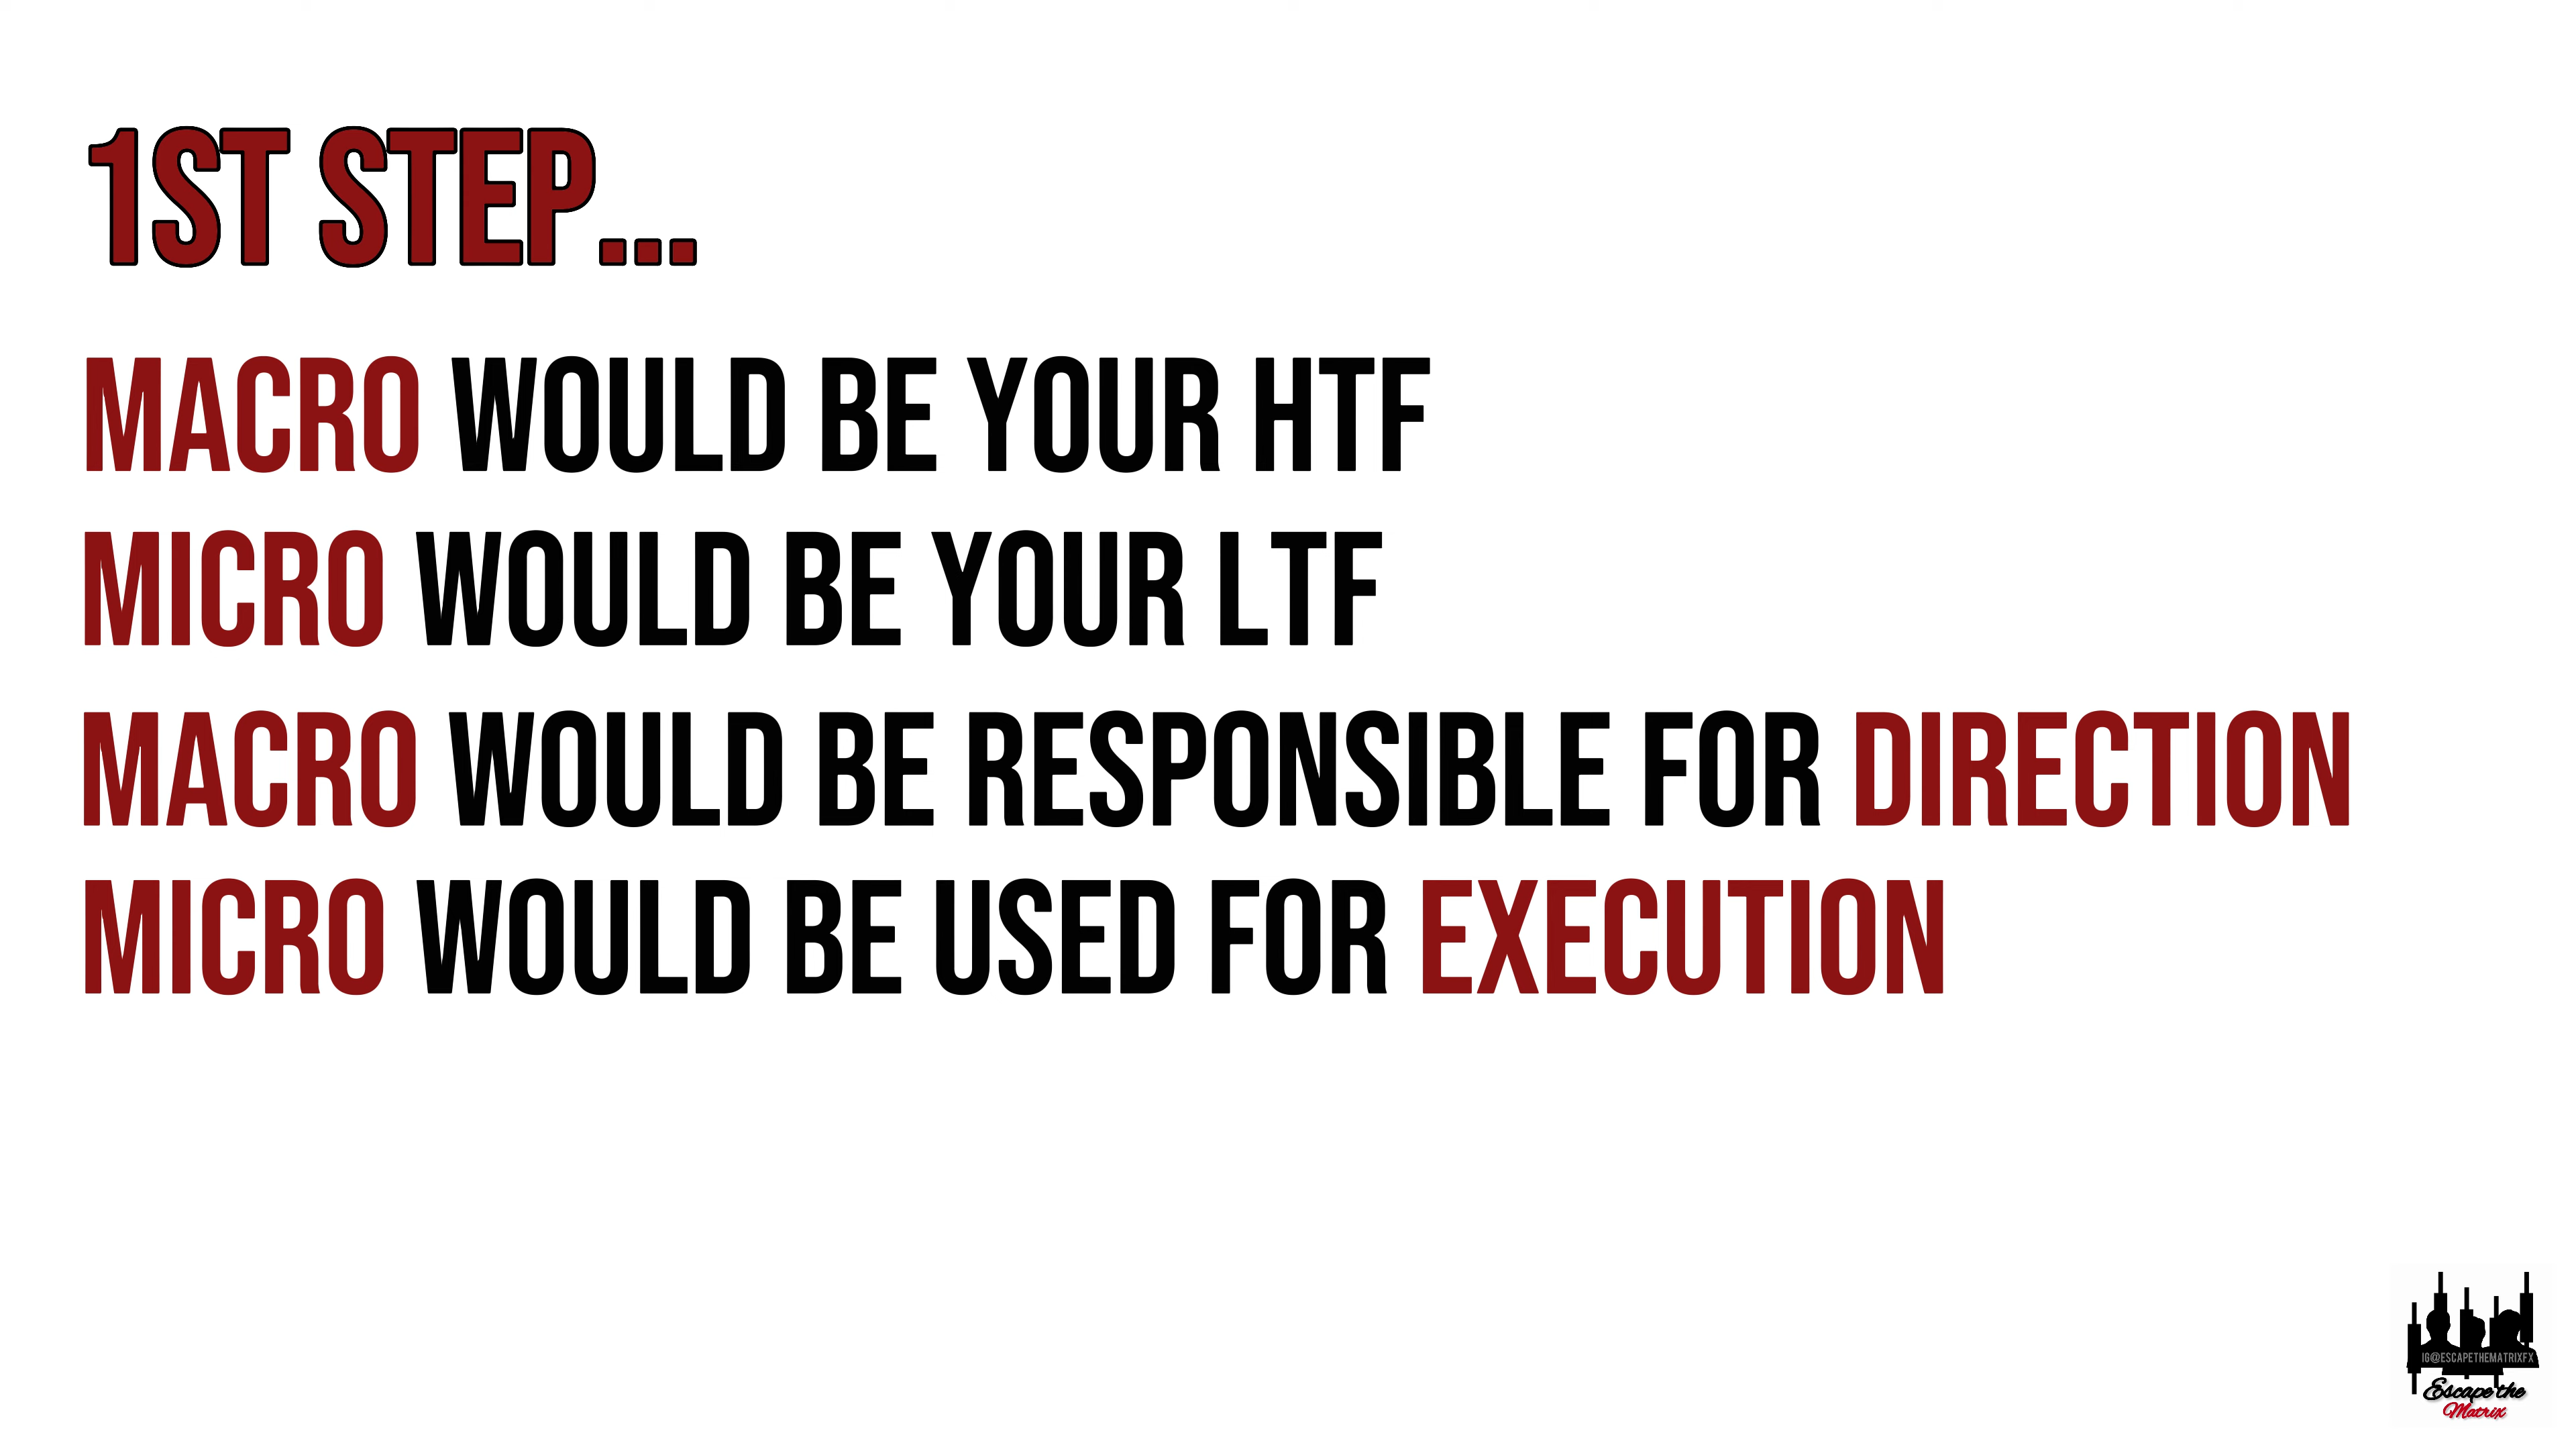 1ST STEP...
MACRO WOULD BE YOUR HTF
MICRO WOULD BE YOUR LTF
MACRO WOULD BE RESPONSIBLE FOR DIRECTION
MICRO WOULD BE USED FOR EXECUTION
IG@ESCAPETHEMATRIXFX
Escape the
Matrix